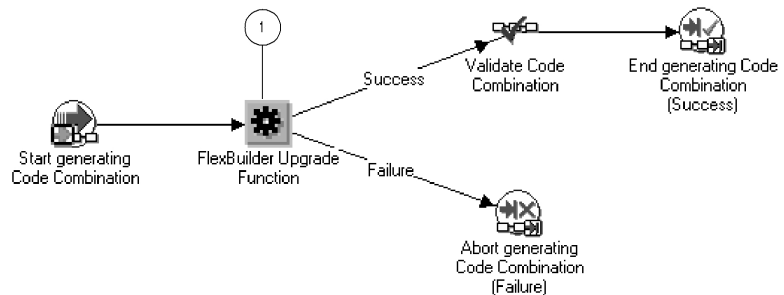 1
Success
Validate Code
Combination
End generating Code
Combination
(Success)
Start generating
Code Combination
FlexBuilder Upgrade
Function
Failure
Abort generating
Code Combination
(Failure)